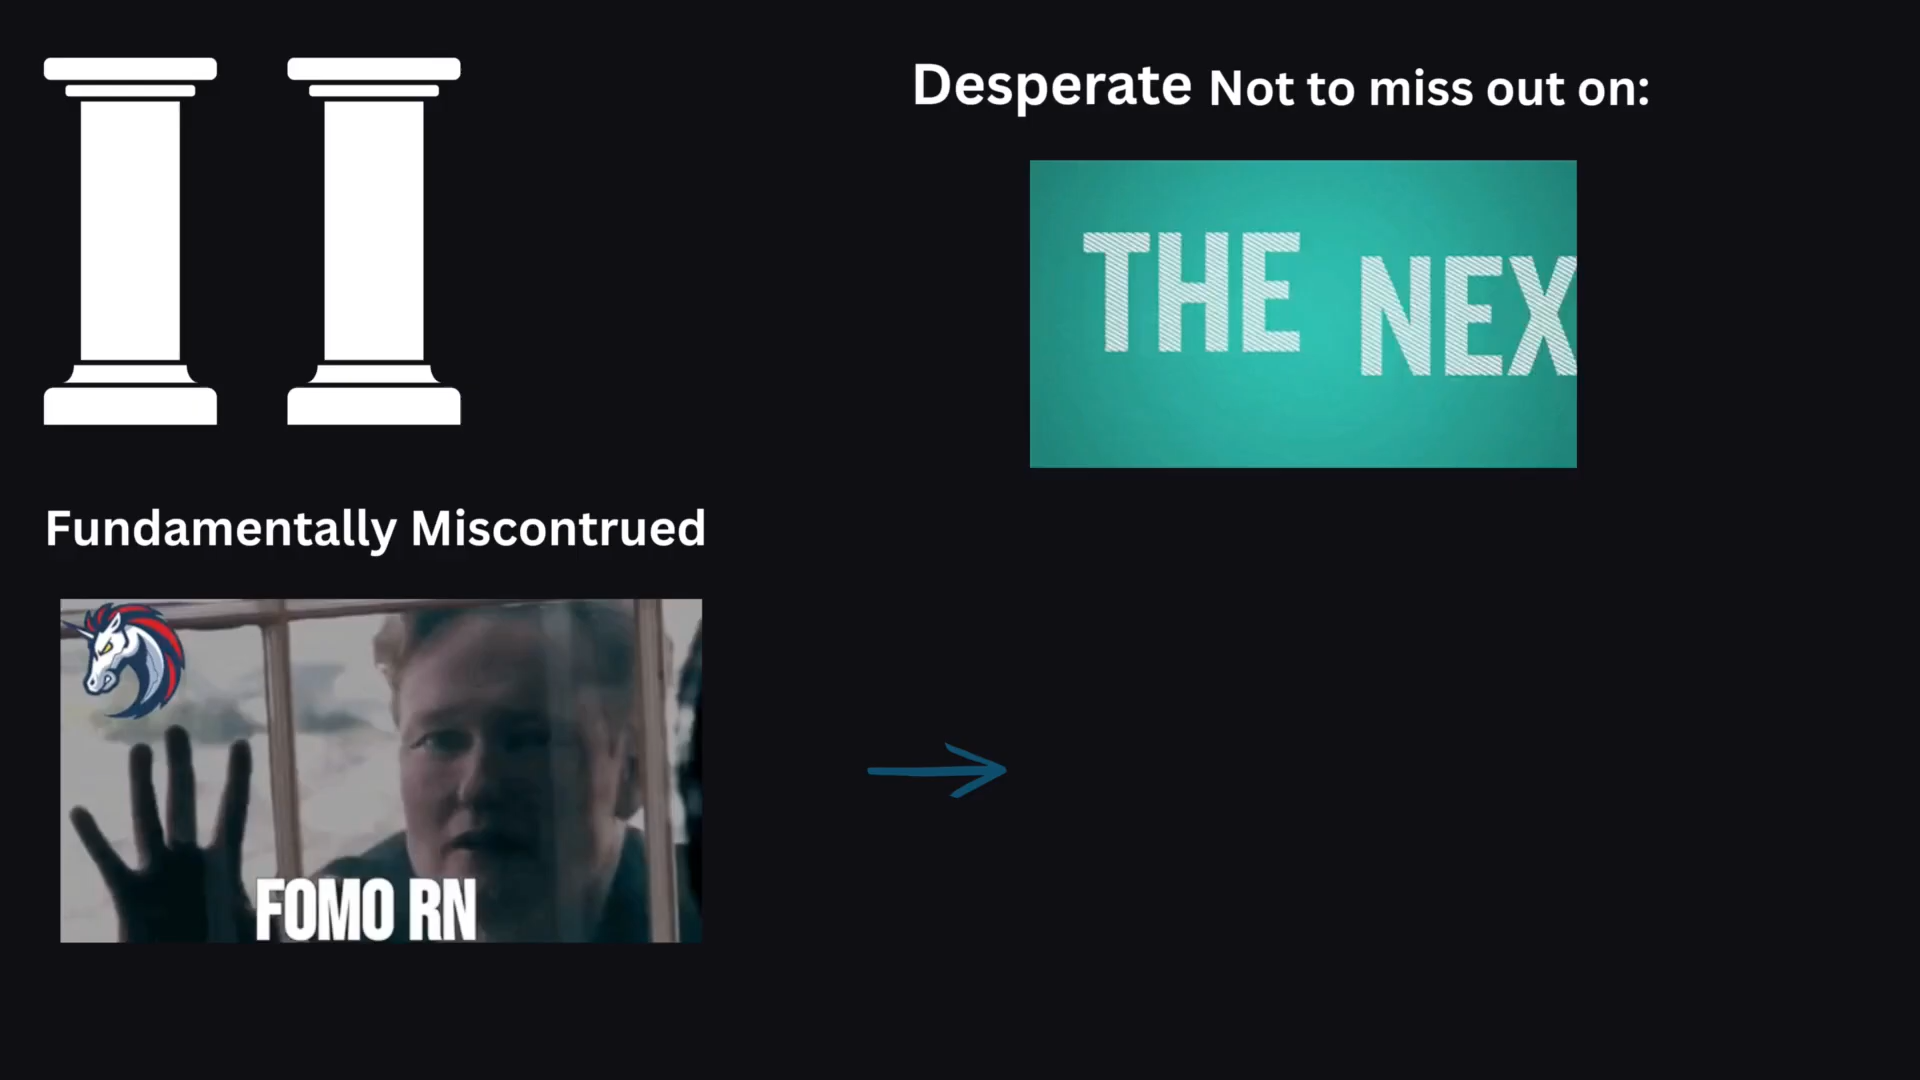 Desperate Not to miss out on:
THE NEX
Fundamentally Miscontrued
FOMO RN